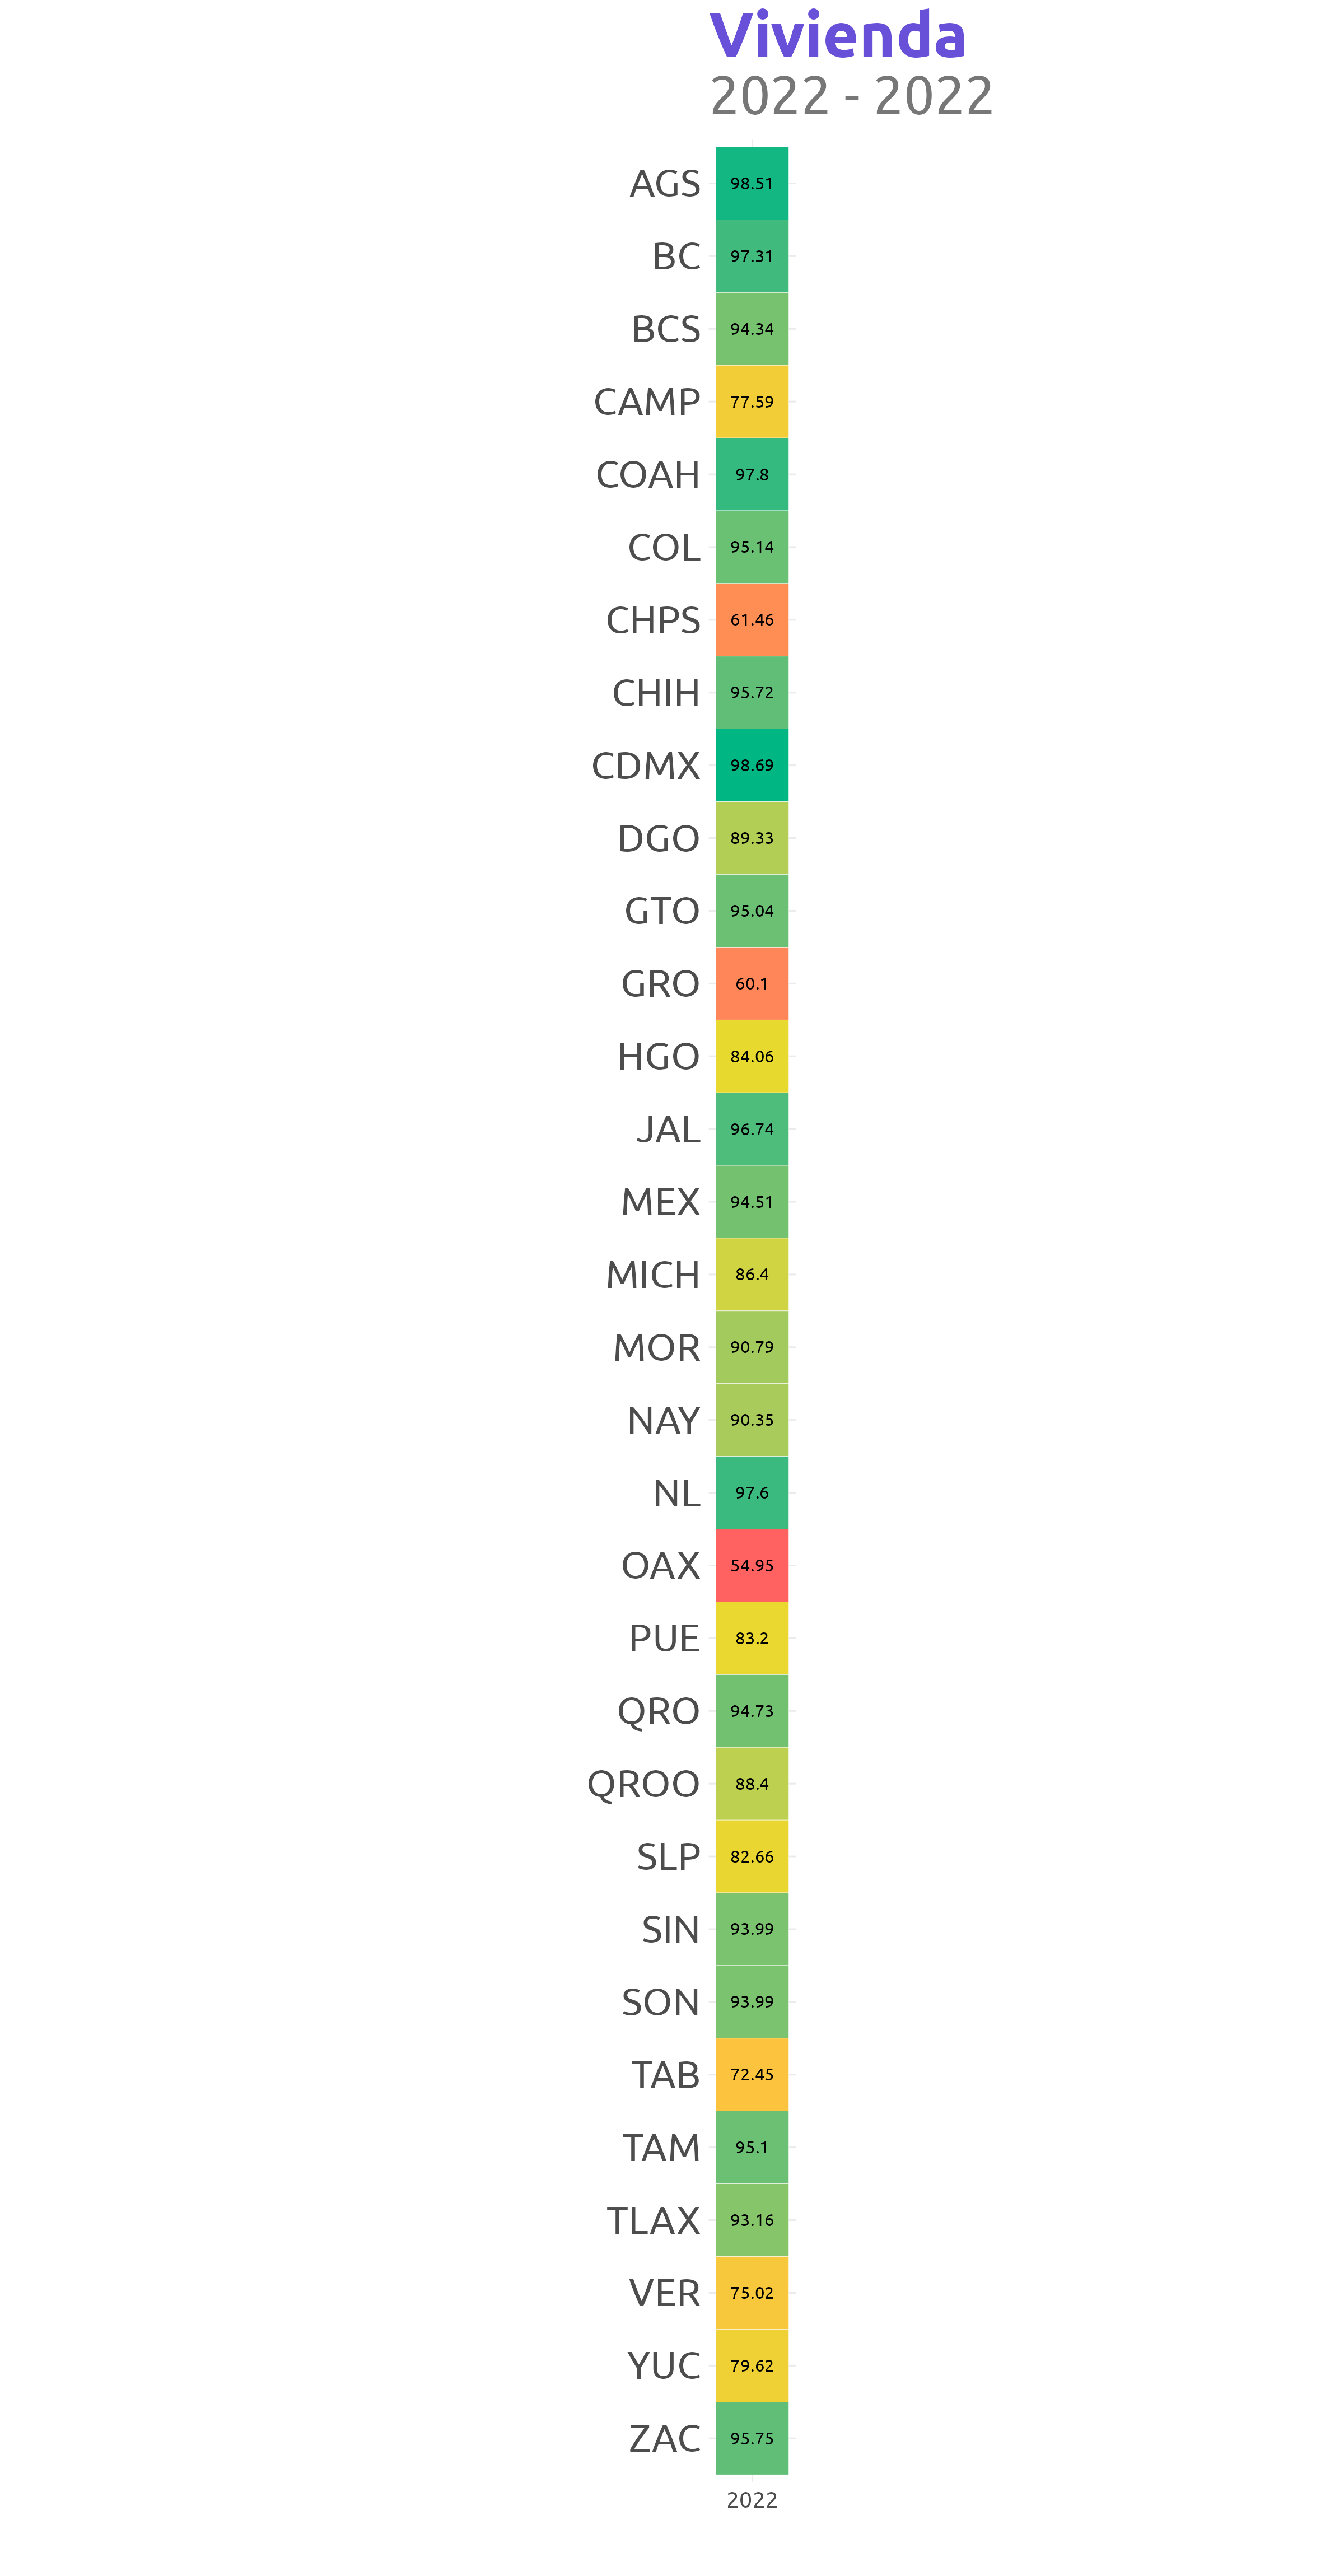 Vivienda
2022 - 2022
AGS 98.51
BC 97.31
BCS 94.34
CAMP 77.59
COAH 97.8
COL 95.14
CHPS 61.46
CHIH 95.72
CDMX 98.69
DGO 89.33
GTO 95.04
GRO 60.1
HGO 84.06
JAL 96.74
MEX 94.51
MICH 86.4
MOR 90.79
NAY 90.35
NL 97.6
OAX 54.95
PUE 83.2
QRO 94.73
QROO 88.4
SLP 82.66
SIN 93.99
SON 93.99
TAB 72.45
TAM 95.1
TLAX 93.16
VER 75.02
YUC 79.62
ZAC 95.75
2022